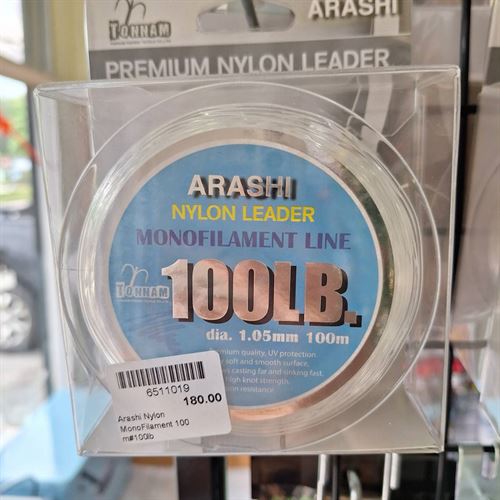 TONNAM
ARASHI
PREMIUM NYLON LEADER
ARASHI
NYLON LEADER
MONOFILAMENT LINE
TONNAM
100LB.
dia. 1.05mm 100m
quality, UV protection
soft and smooth surface,
casting far and sinking fast.
high knot strength,
resistance.
6511019
180.00
Arashi Nylon
MonoFilament 100
m#100lb